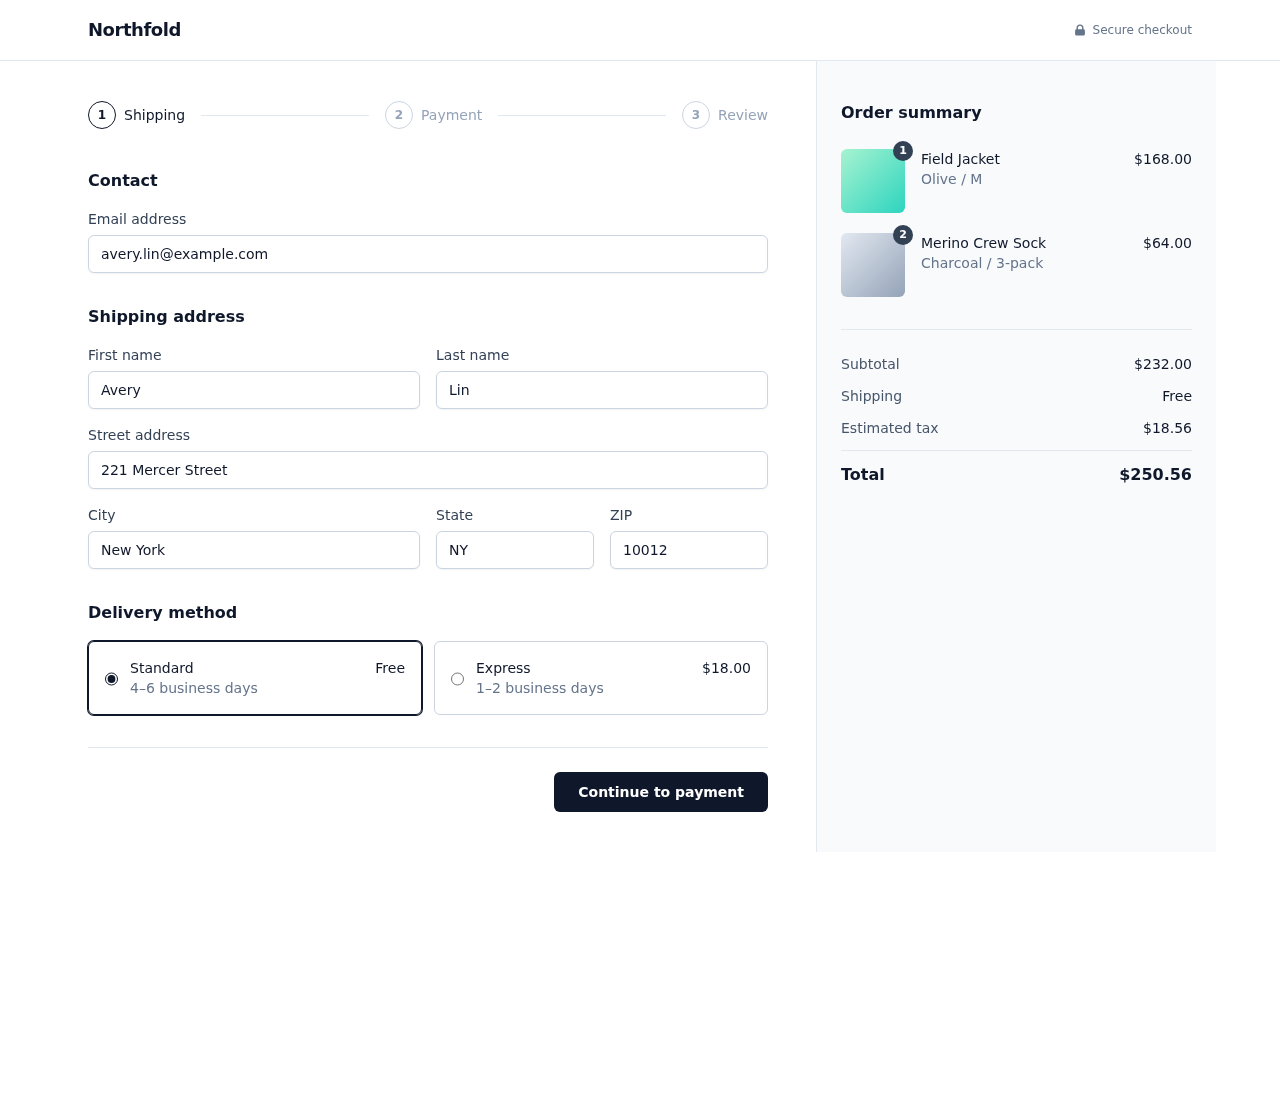 Northfold
Secure checkout
1 Shipping
2 Payment
3 Review
Contact
Email address
avery.lin@example.com
Shipping address
First name
Last name
Avery
Lin
Street address
221 Mercer Street
City
State
ZIP
New York
NY
10012
Delivery method
Standard
Free
4–6 business days
Express
$18.00
1–2 business days
Continue to payment
Order summary
1
Field Jacket
$168.00
Olive / M
2
Merino Crew Sock
$64.00
Charcoal / 3-pack
Subtotal
$232.00
Shipping
Free
Estimated tax
$18.56
Total
$250.56